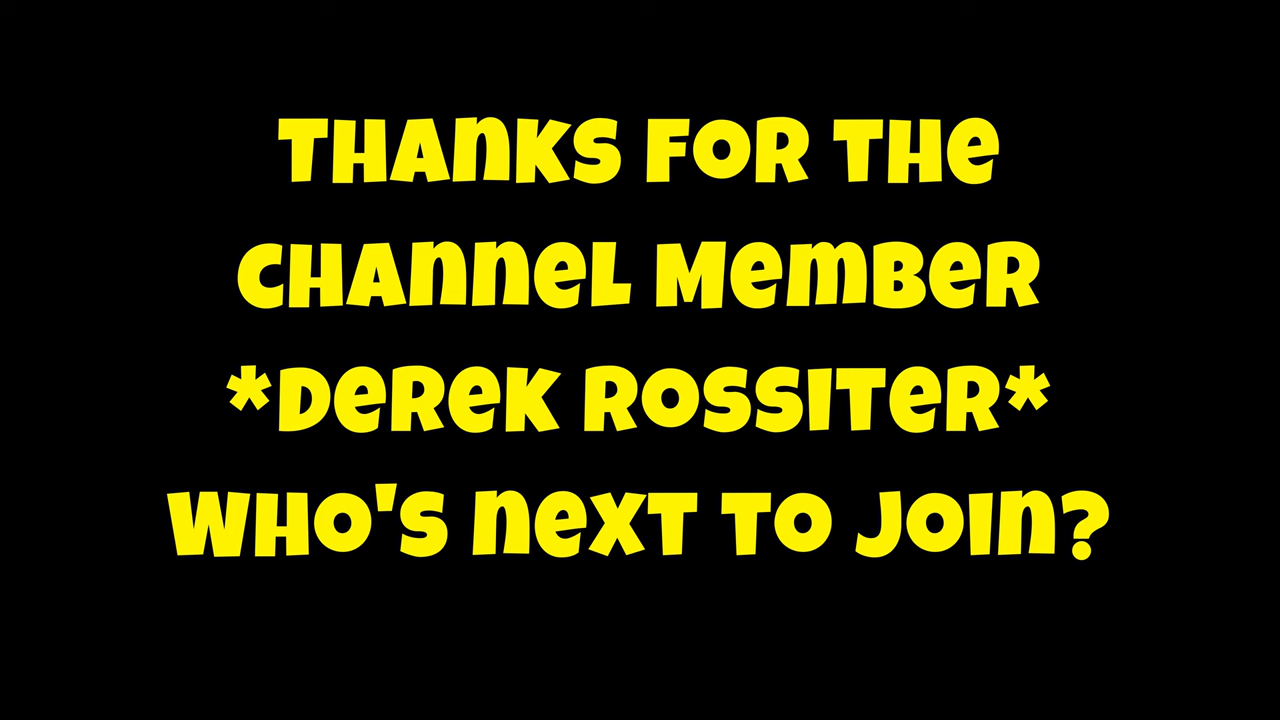 THANKS FOR THE
CHANNEL MEMBER
*DEREK ROSSITER*
WHO'S NEXT TO JOIN?